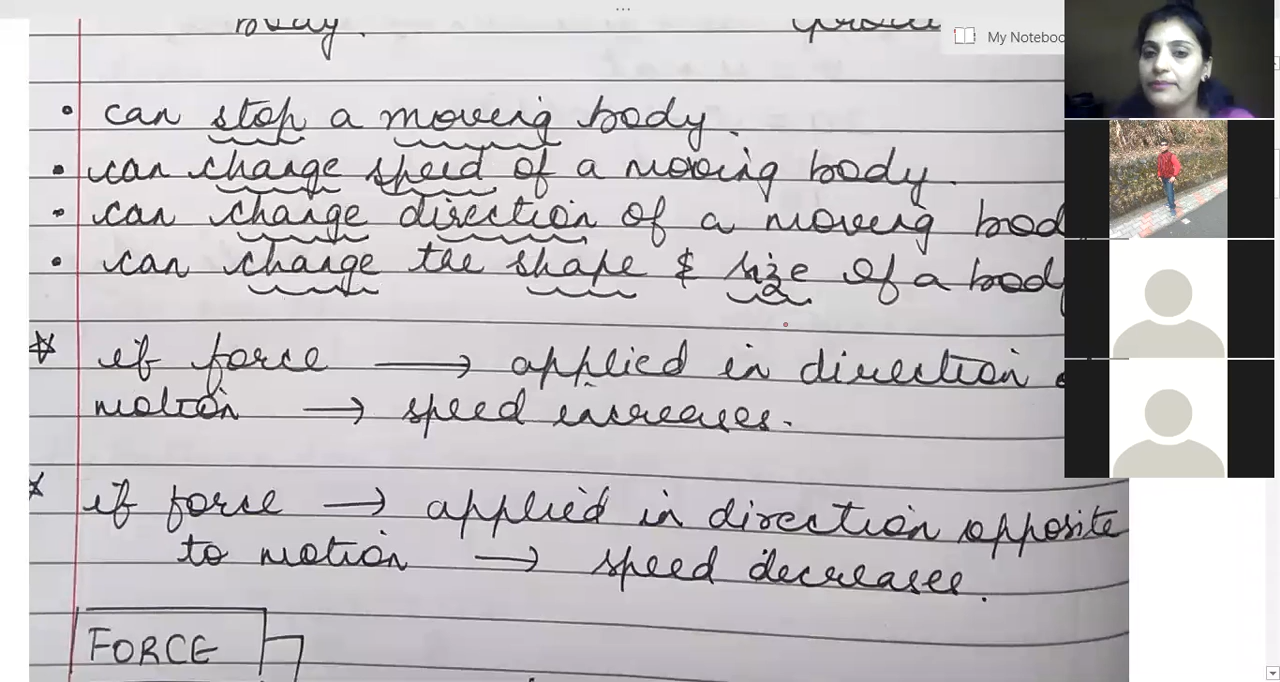 body.
• can stop a moving body.
• can change speed of a moving body.
• can change direction of a moving bod
• can change the shape & size of a body
if force → applied in direction
motion → speed increases.
if force → applied in direction opposite
to motion → speed decreases.
FORCE
My Noteboo